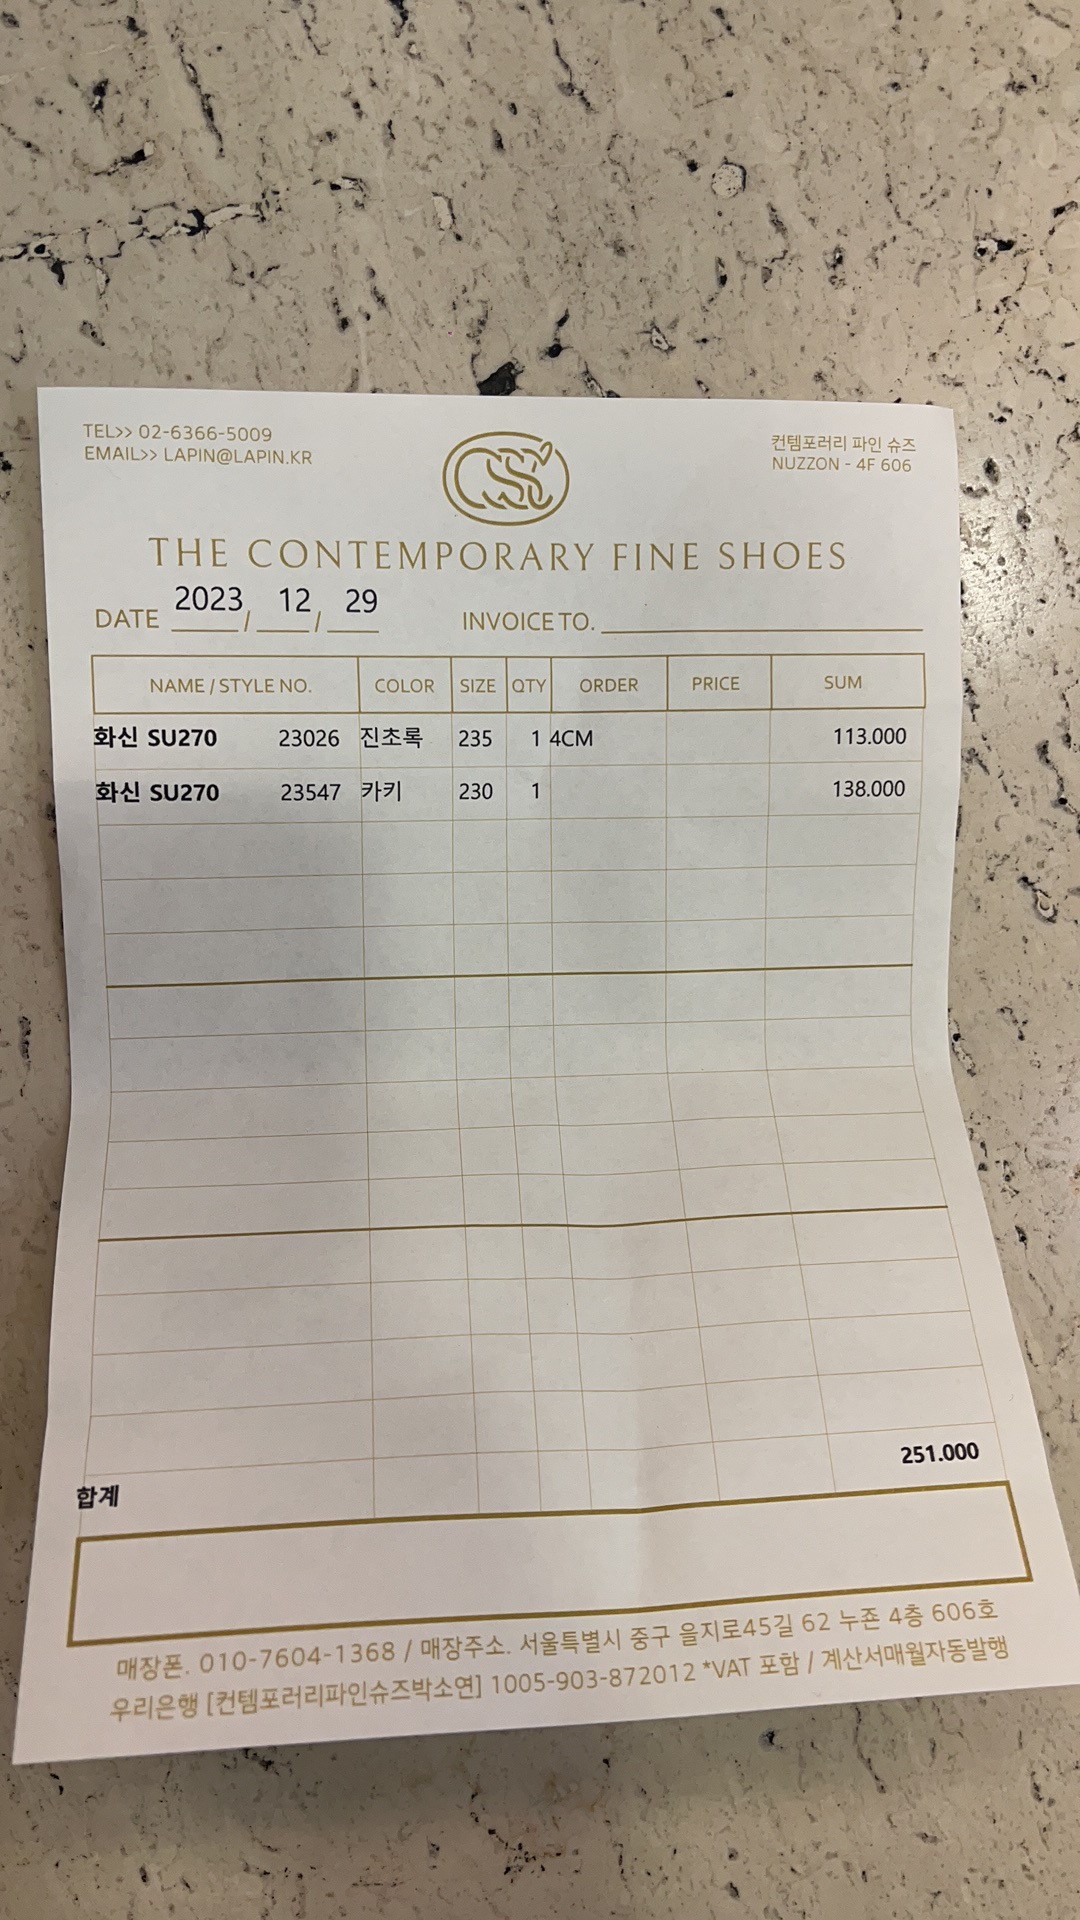 TEL>> 02-6366-5009
EMAIL>> LAPIN@LAPIN.KR
컨템포러리 파인 슈즈
NUZZON - 4F 606
THE CONTEMPORARY FINE SHOES
DATE 2023 / 12 / 29 INVOICE TO.
NAME / STYLE NO. COLOR SIZE QTY ORDER PRICE SUM
화신 SU270 23026 진초록 235 1 4CM 113.000
화신 SU270 23547 카키 230 1 138.000
합계 251.000
매장폰. 010-7604-1368 / 매장주소. 서울특별시 중구 을지로45길 62 누죤 4층 606호
우리은행 [컨템포러리파인슈즈박소연] 1005-903-872012 *VAT 포함 / 계산서매월자동발행